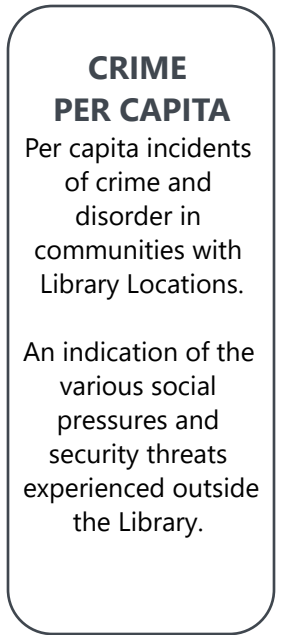 CRIME
PER CAPITA
Per capita incidents
of crime and
disorder in
communities with
Library Locations.
An indication of the
various social
pressures and
security threats
experienced outside
the Library.